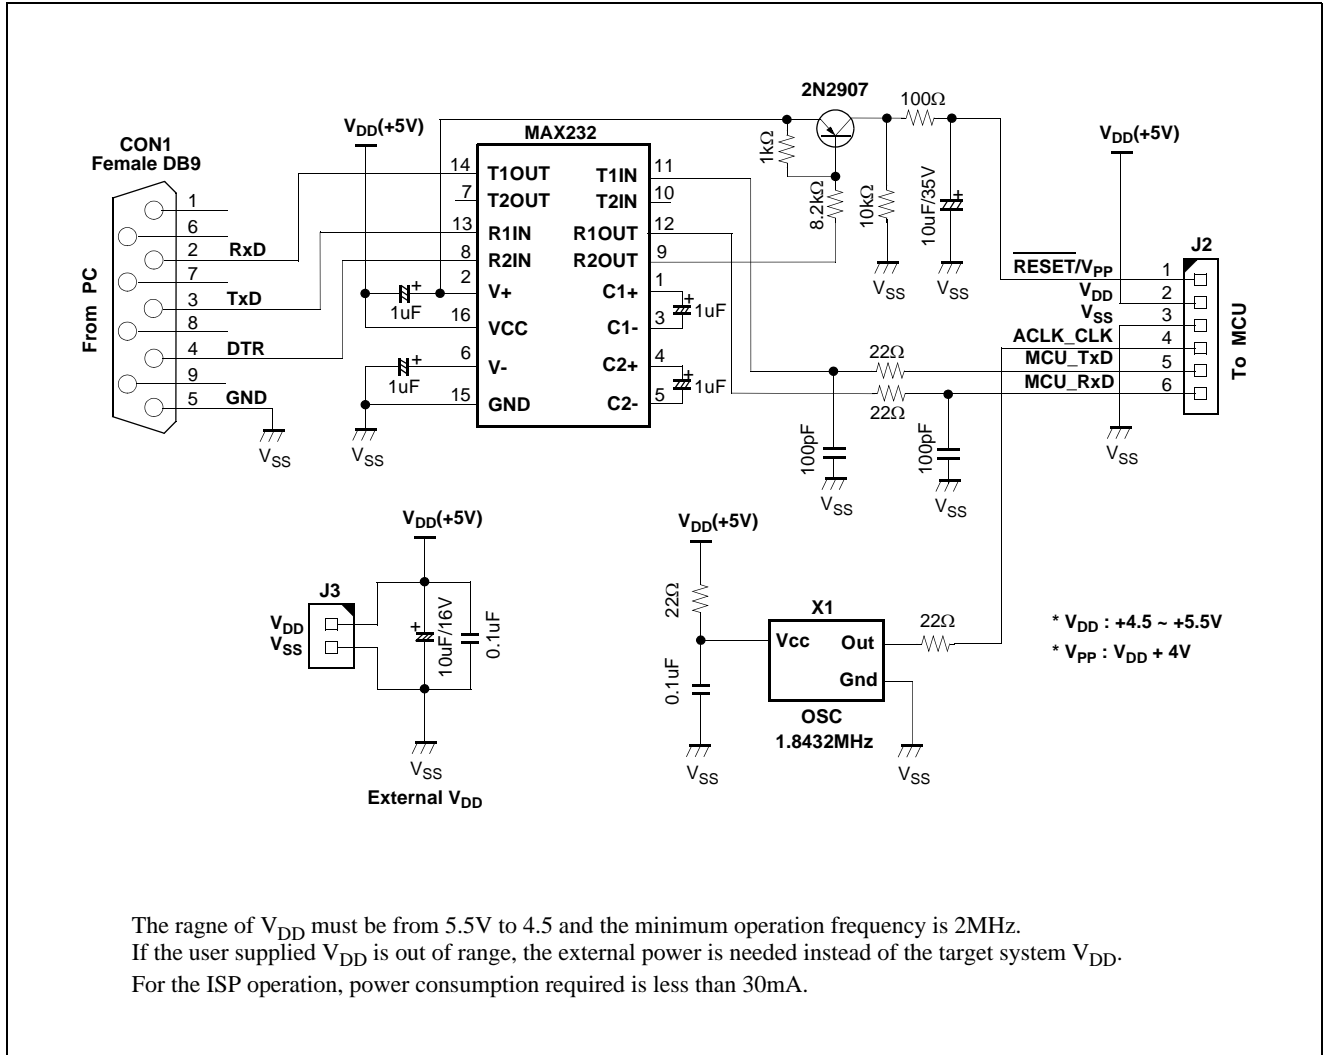 2N2907
100Ω
1kΩ
8.2kΩ
10kΩ
10uF/35V
+
VSS
VSS
CON1
Female DB9
From PC
1
6
2
RxD
7
3
TxD
8
4
DTR
9
5
GND
VSS
VDD(+5V)
MAX232
14
T1OUT
T1IN
11
7
T2OUT
T2IN
10
13
R1IN
R1OUT
12
8
R2IN
R2OUT
9
2
V+
C1+
1
+
1uF
+
1uF
16
VCC
C1-
3
6
V-
C2+
4
+
1uF
+
1uF
15
GND
C2-
5
VSS
VDD(+5V)
J2
RESET/VPP
1
VDD
2
VSS
3
ACLK_CLK
4
MCU_TxD
5
MCU_RxD
6
To MCU
VSS
22Ω
22Ω
100pF
100pF
VSS
VSS
VDD(+5V)
J3
VDD
VSS
+
10uF/16V
0.1uF
VSS
External VDD
VDD(+5V)
22Ω
0.1uF
VSS
X1
Vcc
Out
Gnd
22Ω
OSC
1.8432MHz
VSS
* VDD : +4.5 ~ +5.5V
* VPP : VDD + 4V
The ragne of VDD must be from 5.5V to 4.5 and the minimum operation frequency is 2MHz.
If the user supplied VDD is out of range, the external power is needed instead of the target system VDD.
For the ISP operation, power consumption required is less than 30mA.